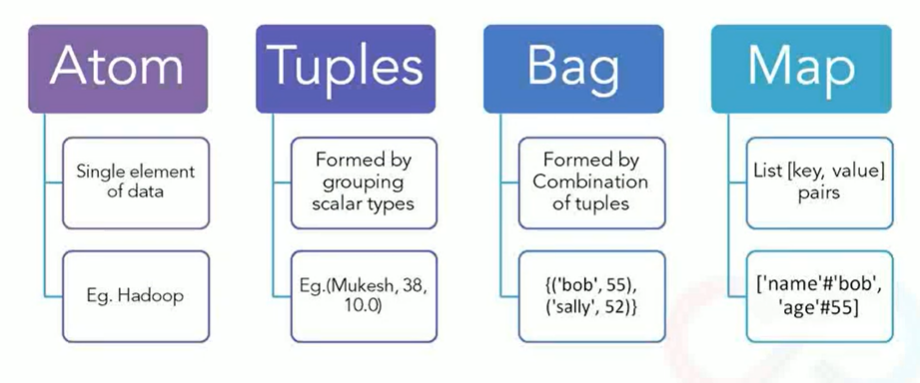 Atom
Single element
of data
Eg. Hadoop
Tuples
Formed by
grouping
scalar types
Eg.(Mukesh, 38,
10.0)
Bag
Formed by
Combination
of tuples
{('bob', 55),
('sally', 52)}
Map
List [key, value]
pairs
['name'#'bob',
'age'#55]